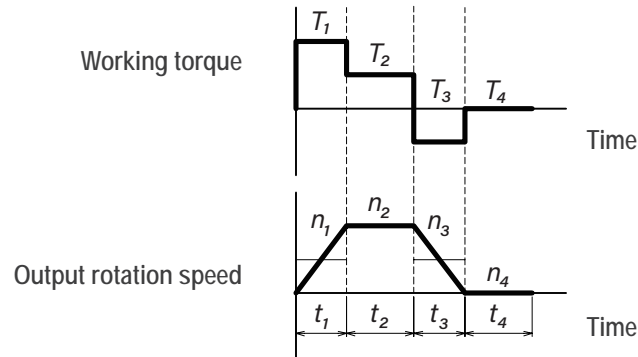 T₁
T₂
Working torque
T₃ T₄
Time
n₁ n₂ n₃
Output rotation speed
n₄
t₁ t₂ t₃ t₄
Time